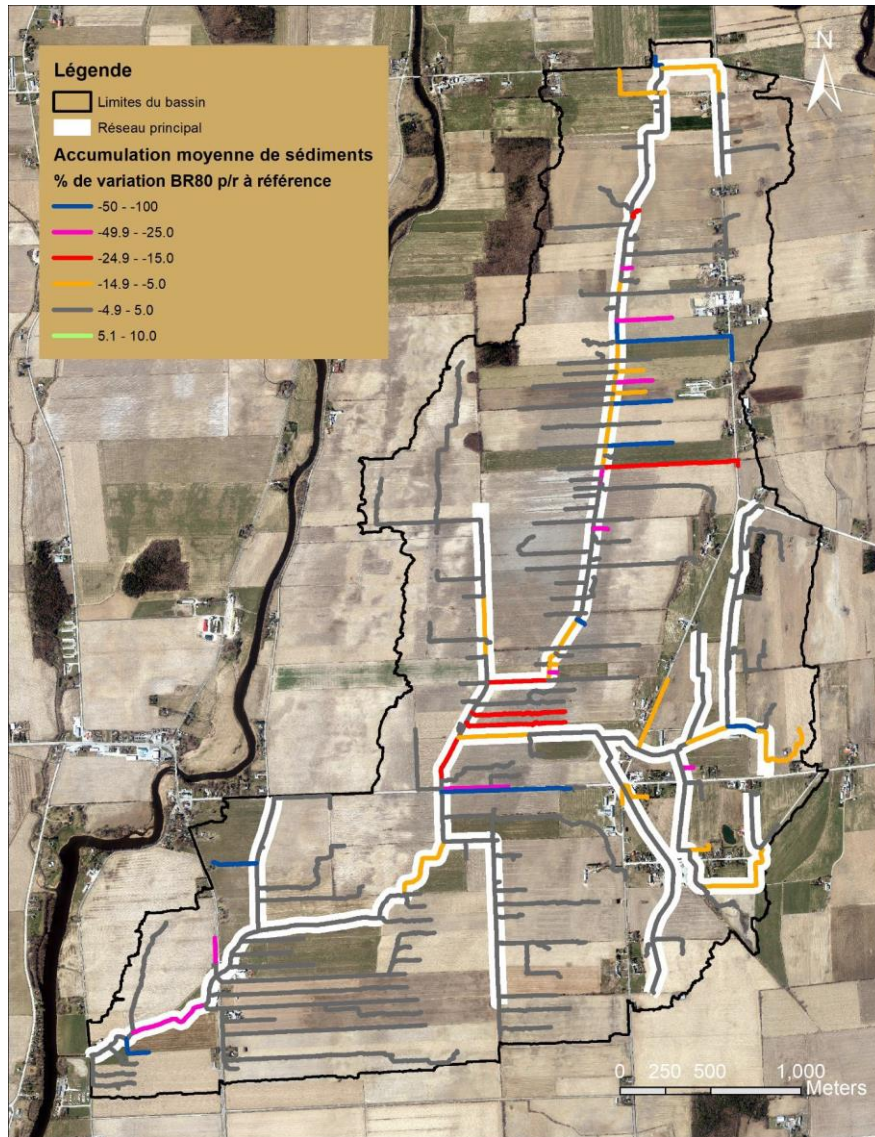 N
Légende
Limites du bassin
Réseau principal
Accumulation moyenne de sédiments
% de variation BR80 p/r à référence
-50 - -100
-49.9 - -25.0
-24.9 - -15.0
-14.9 - -5.0
-4.9 - 5.0
5.1 - 10.0
0 250 500 1,000
Meters